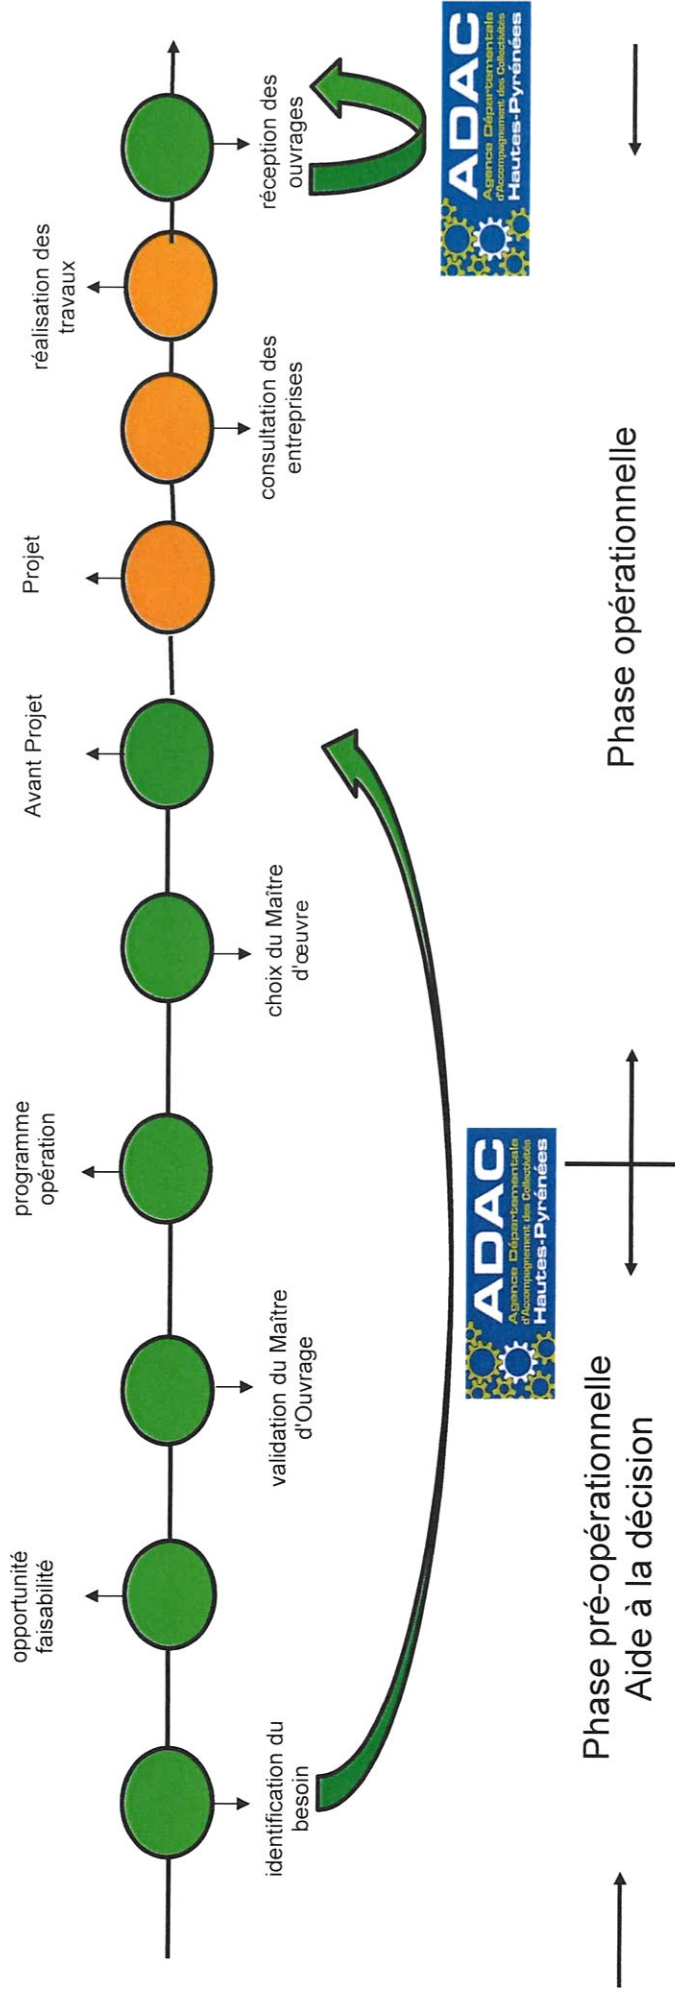 identification du
besoin
opportunité
faisabilité
validation du Maître
d'Ouvrage
programme
opération
choix du Maître
d'œuvre
Avant Projet
Projet
consultation des
entreprises
réalisation des
travaux
réception des
ouvrages
ADAC
Agence Départementale
d'Accompagnement des Collectivités
Hautes-Pyrénées
ADAC
Agence Départementale
d'Accompagnement des Collectivités
Hautes-Pyrénées
Phase pré-opérationnelle
Aide à la décision
Phase opérationnelle